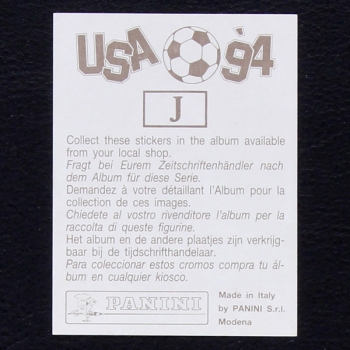 USA '94
J
Collect these stickers in the album available
from your local shop.
Fragt bei Eurem Zeitschriftenhändler nach
dem Album für diese Serie.
Demandez à votre détaillant l'Album pour la
collection de ces images.
Chiedete al vostro rivenditore l'album per la
raccolta di queste figurine.
Het album en de andere plaatjes zijn verkrijg-
baar bij de tijdschrifthandelaar.
Para coleccionar estos cromos compra tu ál-
bum en cualquier kiosco.
PANINI
Made in Italy
by PANINI S.r.l.
Modena